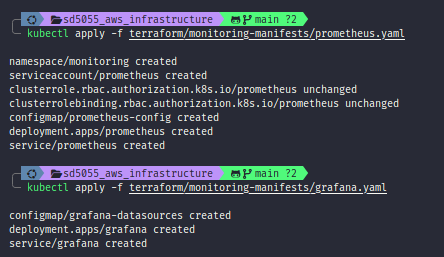 sd5055_aws_infrastructure main ?2
kubectl apply -f terraform/monitoring-manifests/prometheus.yaml
namespace/monitoring created
serviceaccount/prometheus created
clusterrole.rbac.authorization.k8s.io/prometheus unchanged
clusterrolebinding.rbac.authorization.k8s.io/prometheus unchanged
configmap/prometheus-config created
deployment.apps/prometheus created
service/prometheus created
sd5055_aws_infrastructure main ?2
kubectl apply -f terraform/monitoring-manifests/grafana.yaml
configmap/grafana-datasources created
deployment.apps/grafana created
service/grafana created